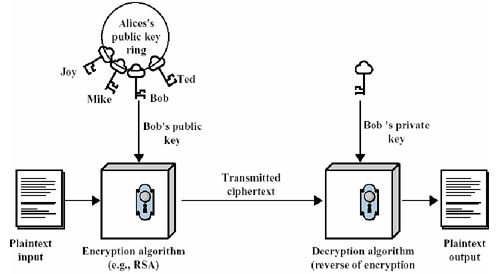 Alices's
public key
ring
Joy
Ted
Mike
Bob
Bob's public
key
Bob 's private
key
Transmitted
ciphertext
Plaintext
input
Encryption algorithm
(e.g., RSA)
Decryption algorithm
(reverse of encryption
Plaintext
output